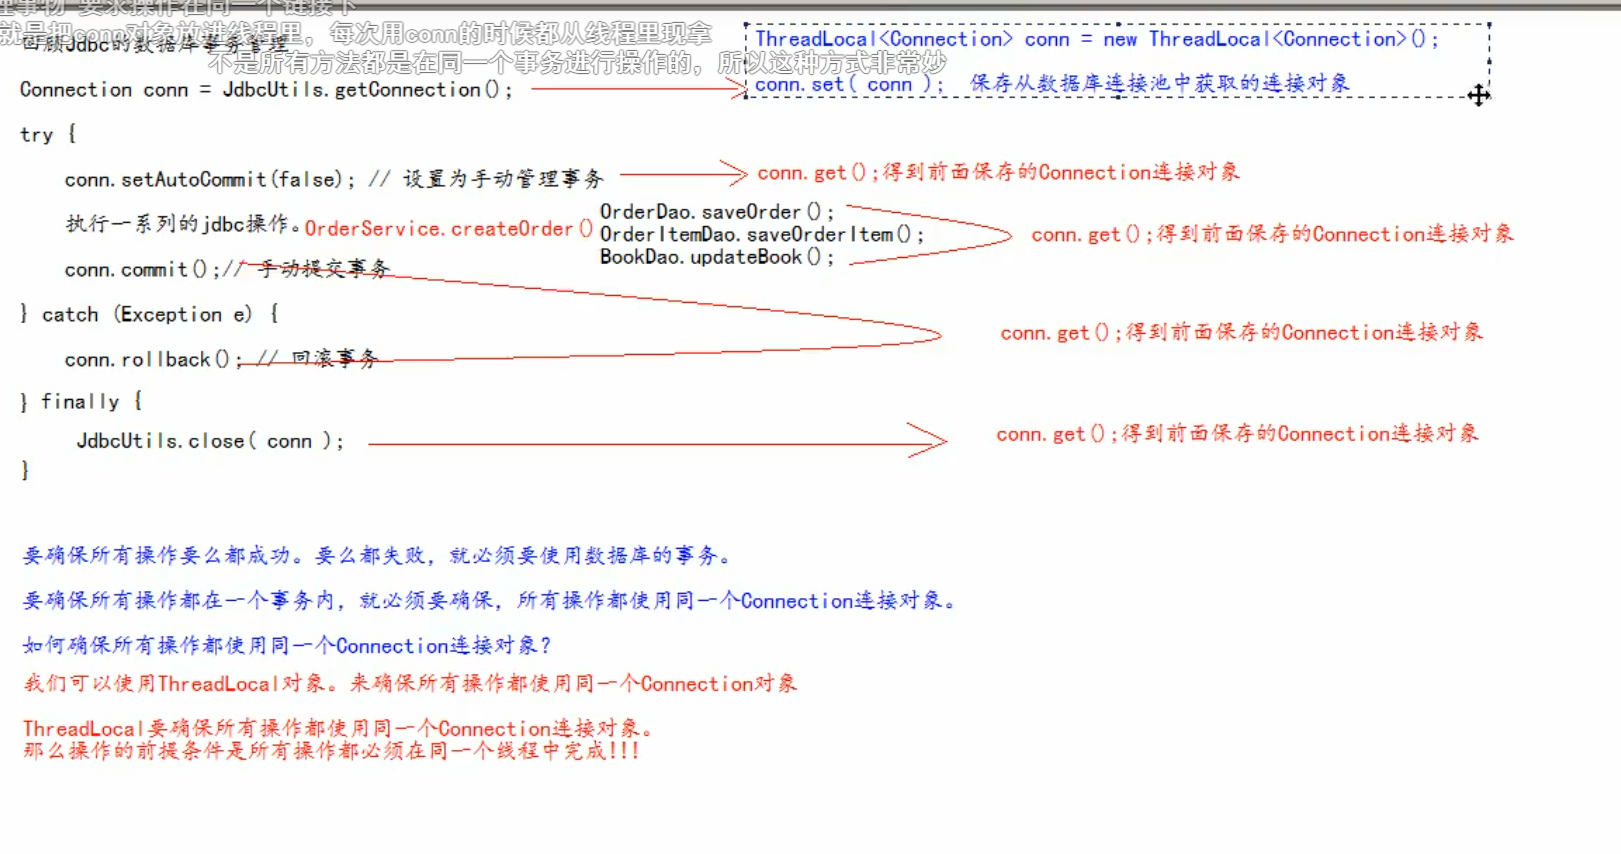 理事物 要求操作在同一个链接下
就是把conn对象放进线程里，每次用conn的时候都从线程里现拿
回顾Jdbc的数据库事务管理
不是所有方法都是在同一个事务进行操作的，所以这种方式非常妙
ThreadLocal<Connection> conn = new ThreadLocal<Connection>();
conn.set( conn ); 保存从数据库连接池中获取的连接对象
Connection conn = JdbcUtils.getConnection();
try {
conn.setAutoCommit(false); // 设置为手动管理事务
conn.get();得到前面保存的Connection连接对象
执行一系列的jdbc操作。OrderService.createOrder()
OrderDao.saveOrder();
OrderItemDao.saveOrderItem();
BookDao.updateBook();
conn.get();得到前面保存的Connection连接对象
conn.commit();// 手动提交事务
} catch (Exception e) {
conn.get();得到前面保存的Connection连接对象
conn.rollback(); // 回滚事务
} finally {
JdbcUtils.close( conn );
conn.get();得到前面保存的Connection连接对象
}
要确保所有操作要么都成功。要么都失败，就必须要使用数据库的事务。
要确保所有操作都在一个事务内，就必须要确保，所有操作都使用同一个Connection连接对象。
如何确保所有操作都使用同一个Connection连接对象？
我们可以使用ThreadLocal对象。来确保所有操作都使用同一个Connection对象
ThreadLocal要确保所有操作都使用同一个Connection连接对象。
那么操作的前提条件是所有操作都必须在同一个线程中完成!!!